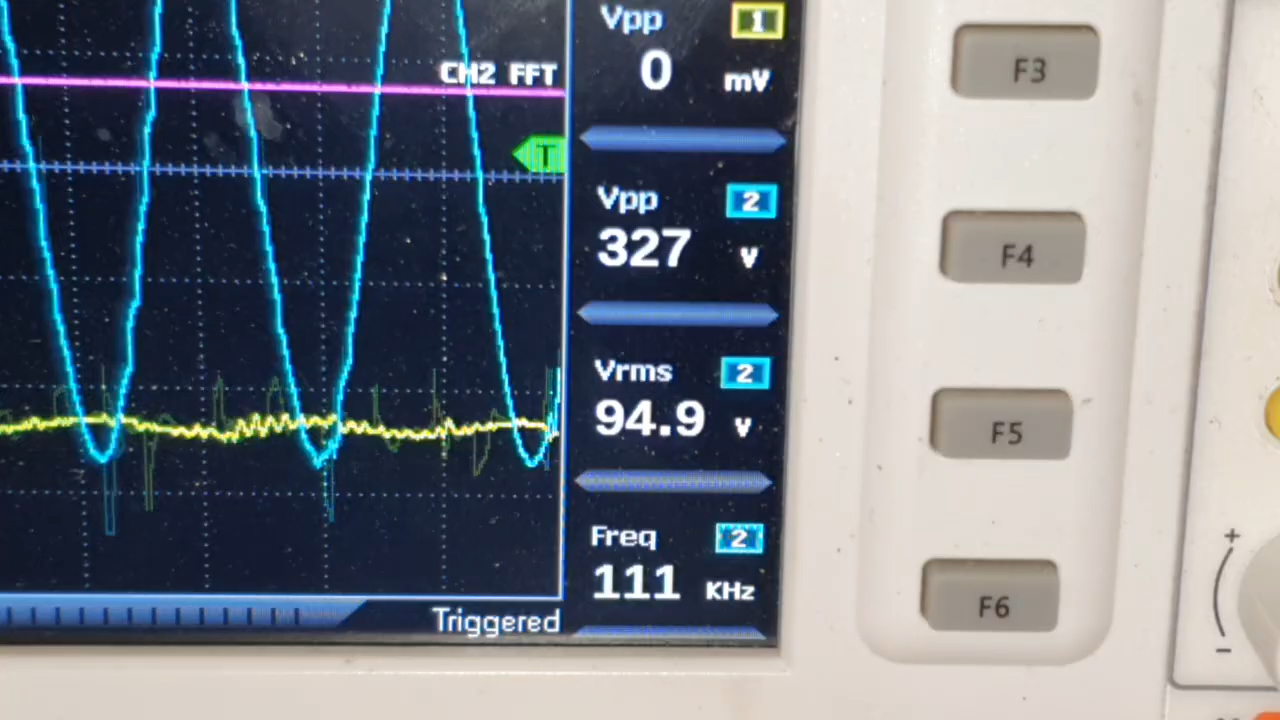 Vpp 1
0 mV
CH2 FFT
T
Vpp 2
327 v
Vrms 2
94.9 v
Freq 2
111 KHz
Triggered
F3
F4
F5
F6
+
−